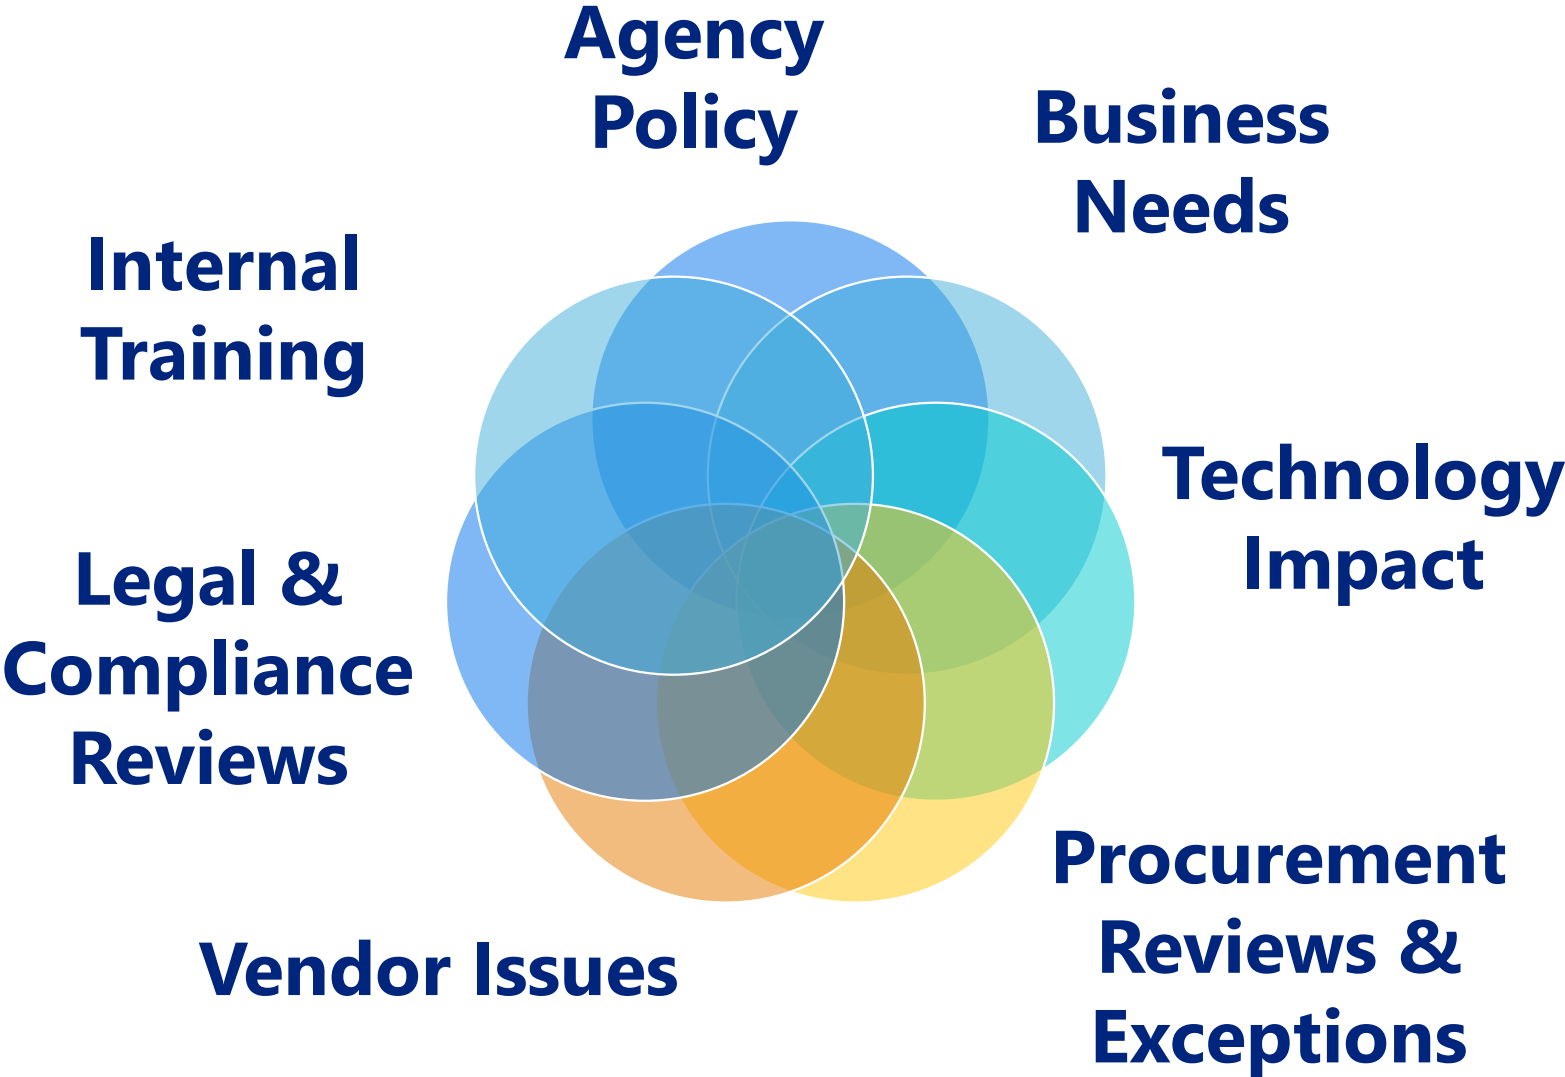 Agency
Policy
Business
Needs
Internal
Training
Technology
Impact
Legal &
Compliance
Reviews
Procurement
Reviews &
Exceptions
Vendor Issues